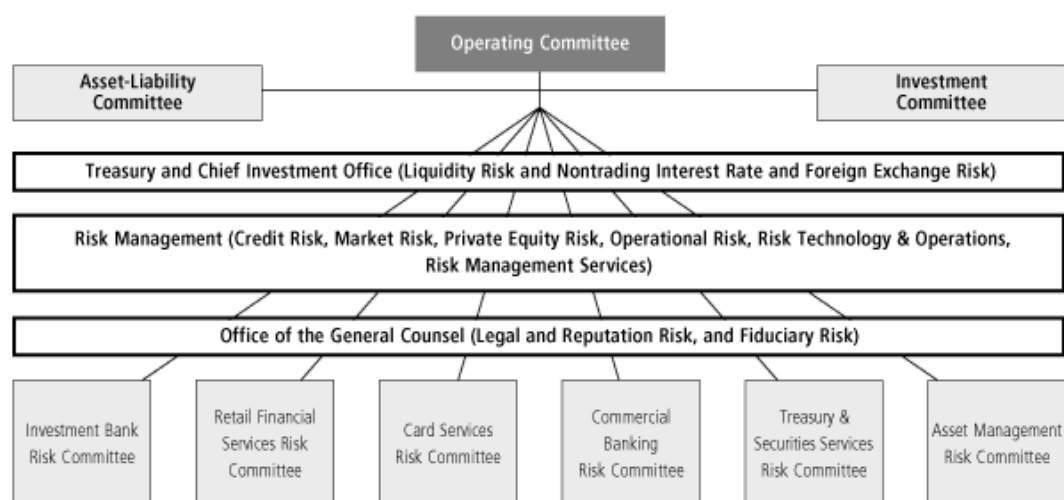 Operating Committee
Asset-Liability
Committee
Investment
Committee
Treasury and Chief Investment Office (Liquidity Risk and Nontrading Interest Rate and Foreign Exchange Risk)
Risk Management (Credit Risk, Market Risk, Private Equity Risk, Operational Risk, Risk Technology & Operations,
Risk Management Services)
Office of the General Counsel (Legal and Reputation Risk, and Fiduciary Risk)
Investment Bank
Risk Committee
Retail Financial
Services Risk
Committee
Card Services
Risk Committee
Commercial
Banking
Risk Committee
Treasury &
Securities Services
Risk Committee
Asset Management
Risk Committee